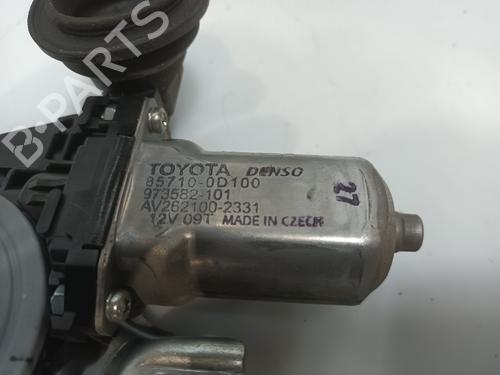 B-PARTS
TOYOTA DENSO
85710-0D100
973582-101
AV262100-2331
12V 09T MADE IN CZECH
27